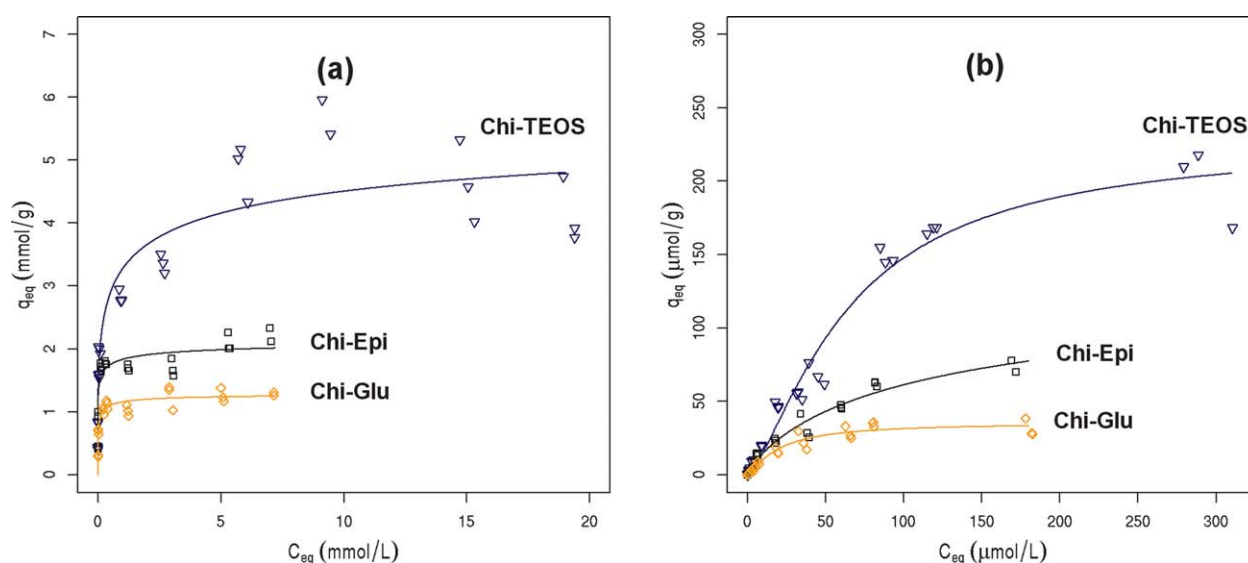 (a)
Chi-TEOS
Chi-Epi
Chi-Glu
q_eq (mmol/g)
0
1
2
3
4
5
6
7
0 5 10 15 20
C_eq (mmol/L)
(b)
Chi-TEOS
Chi-Epi
Chi-Glu
q_eq (μmol/g)
0
50
100
150
200
250
300
0 50 100 150 200 250 300
C_eq (μmol/L)